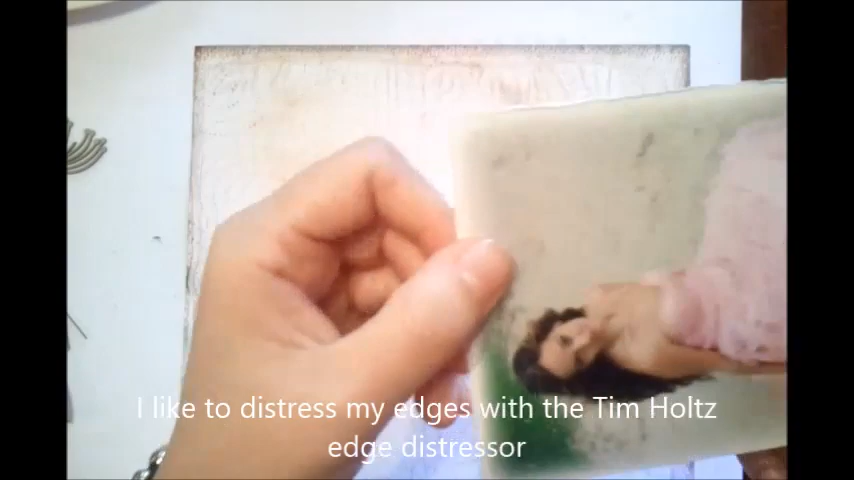 I like to distress my edges with the Tim Holtz
edge distressor